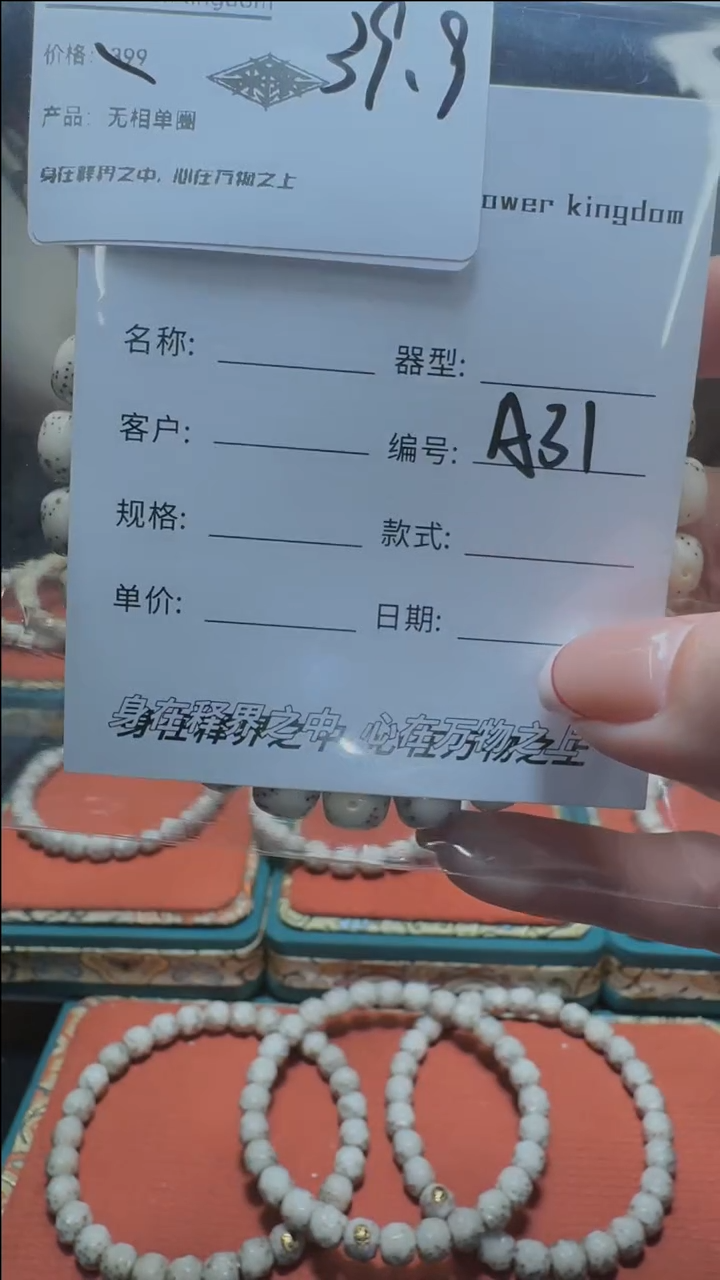 kingdom
价格: 399
39.9
产品: 无相单圈
身在释界之中, 心在万物之上
ower kingdom
名称: 器型:
客户: 编号: A31
规格: 款式:
单价: 日期:
身在释界之中 心在万物之上